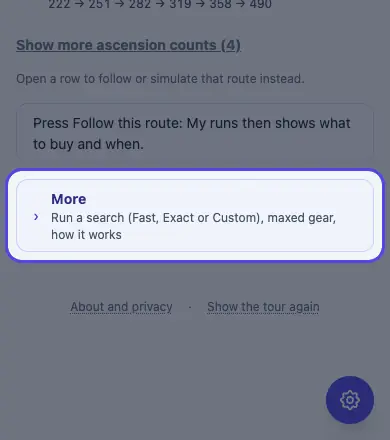 222 → 251 → 282 → 319 → 358 → 490
Show more ascension counts (4)
Open a row to follow or simulate that route instead.
Press Follow this route: My runs then shows what
to buy and when.
More
› Run a search (Fast, Exact or Custom), maxed gear,
how it works
About and privacy · Show the tour again